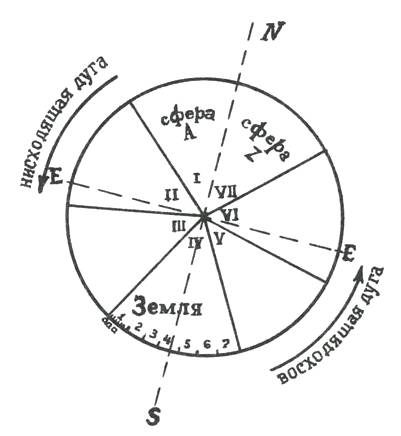 N
нисходящая дуга
сфера
A
сфера
Z
E
I
II
VII
III
VI
IV
V
E
Земля
1 2 3 4 5 6 7
восходящая дуга
S